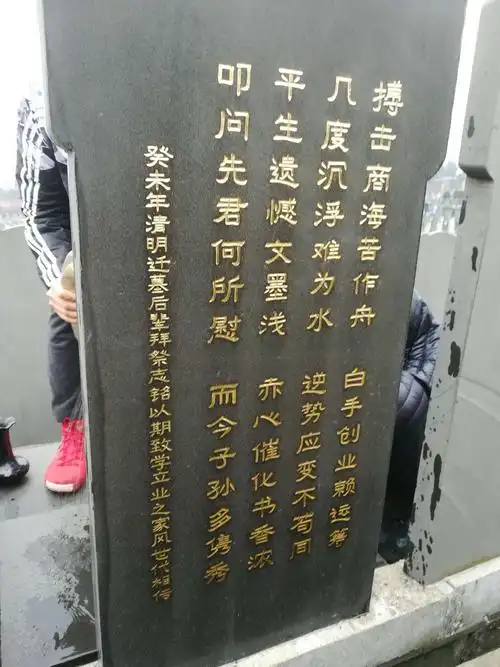 搏击商海苦作舟 白手创业赖运筹
几度沉浮难为水 逆势应变不苟同
平生遗憾文墨浅 赤心催化书香浓
叩问先君何所慰 而今子孙多儁秀
癸未年清明迁墓后辈拜祭志铭以期致学立业之家风世代相传